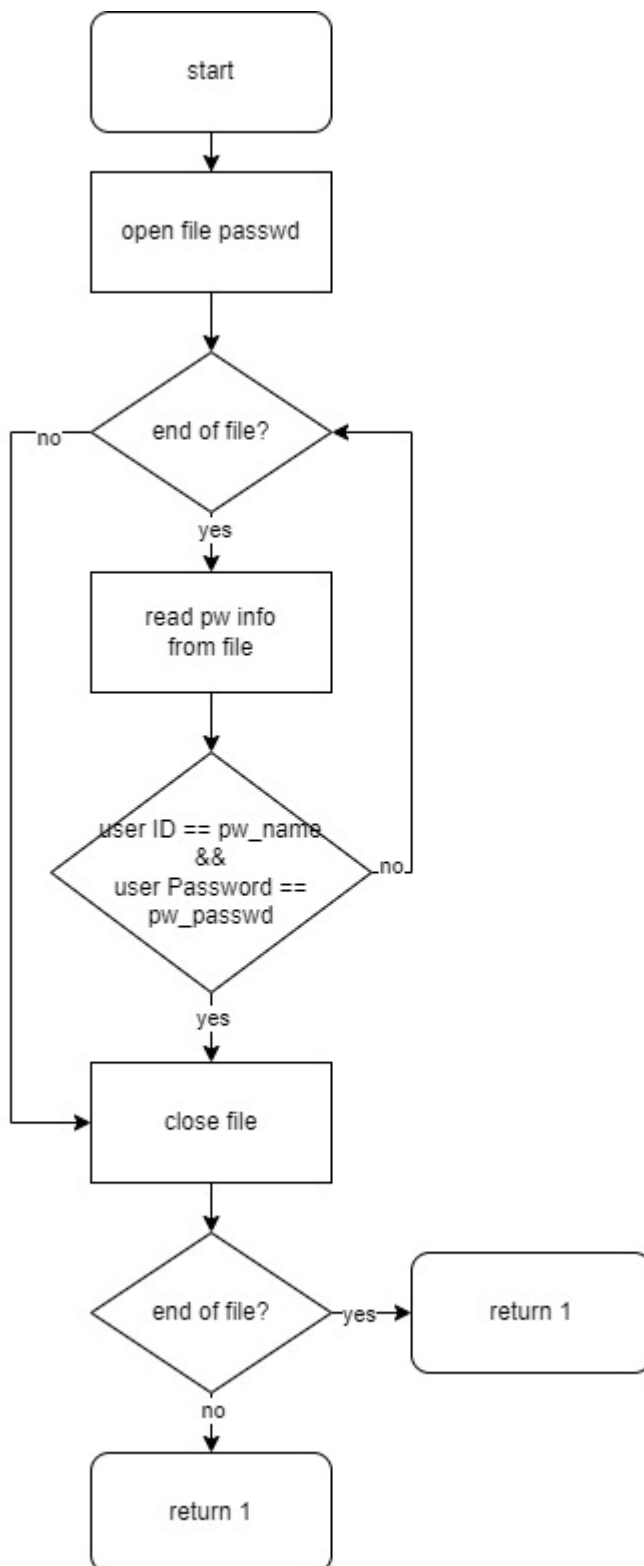 start
open file passwd
end of file?
no
yes
read pw info
from file
user ID == pw_name
&&
user Password ==
pw_passwd
no
yes
close file
end of file?
yes
return 1
no
return 1